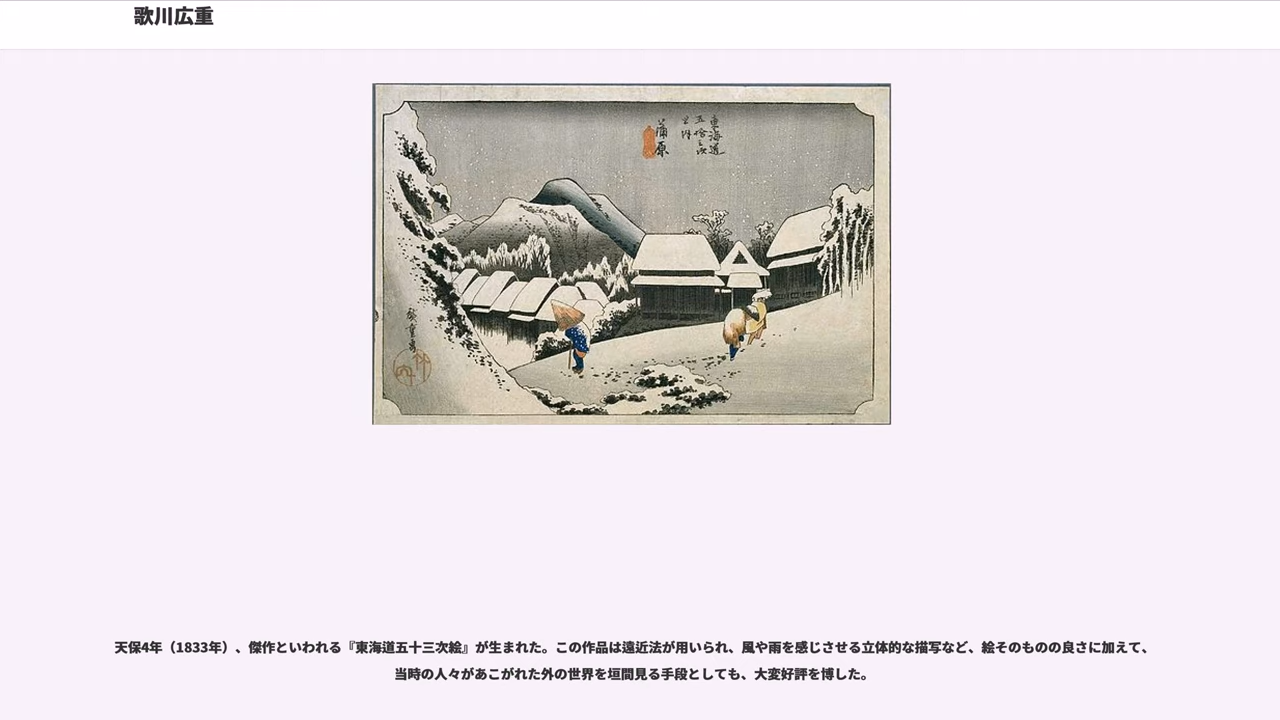 歌川広重
東海道
五拾三次
之内
蒲原
廣重画
天保4年（1833年）、傑作といわれる『東海道五十三次絵』が生まれた。この作品は遠近法が用いられ、風や雨を感じさせる立体的な描写など、絵そのものの良さに加えて、
当時の人々があこがれた外の世界を垣間見る手段としても、大変好評を博した。